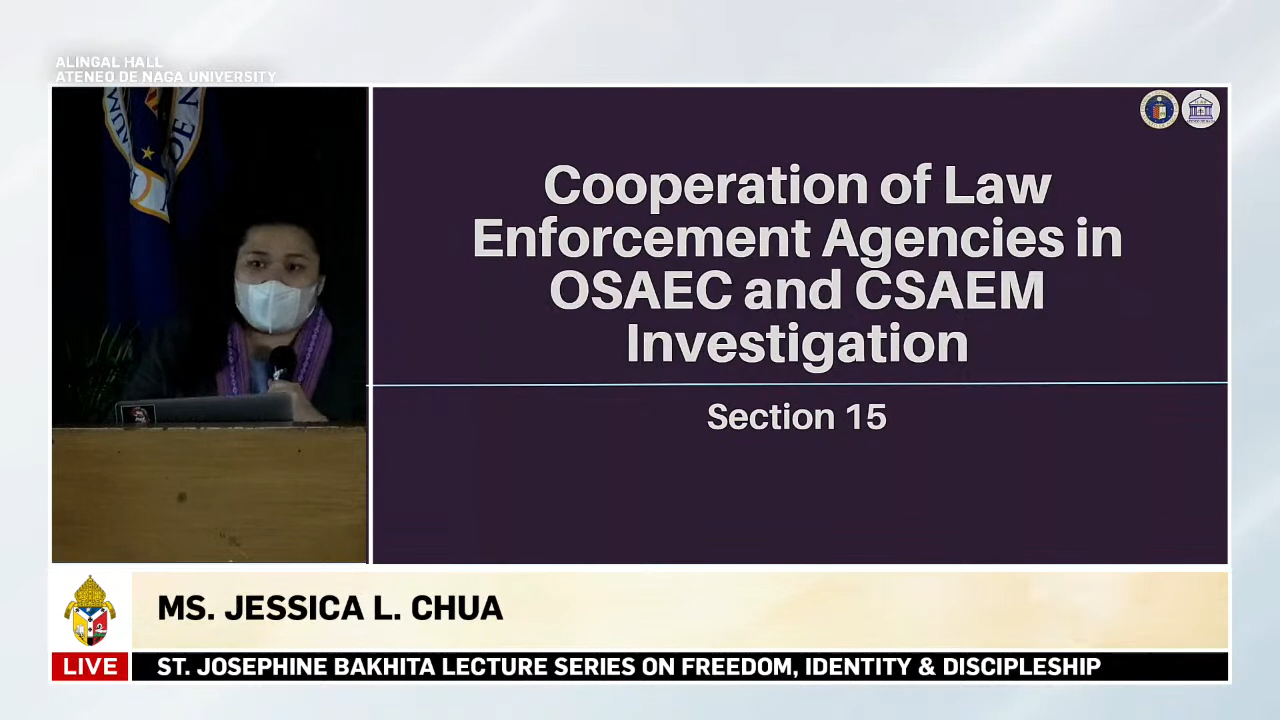 ALINGAL HALL
ATENEO DE NAGA UNIVERSITY
Cooperation of Law
Enforcement Agencies in
OSAEC and CSAEM
Investigation
Section 15
MS. JESSICA L. CHUA
LIVE
ST. JOSEPHINE BAKHITA LECTURE SERIES ON FREEDOM, IDENTITY & DISCIPLESHIP